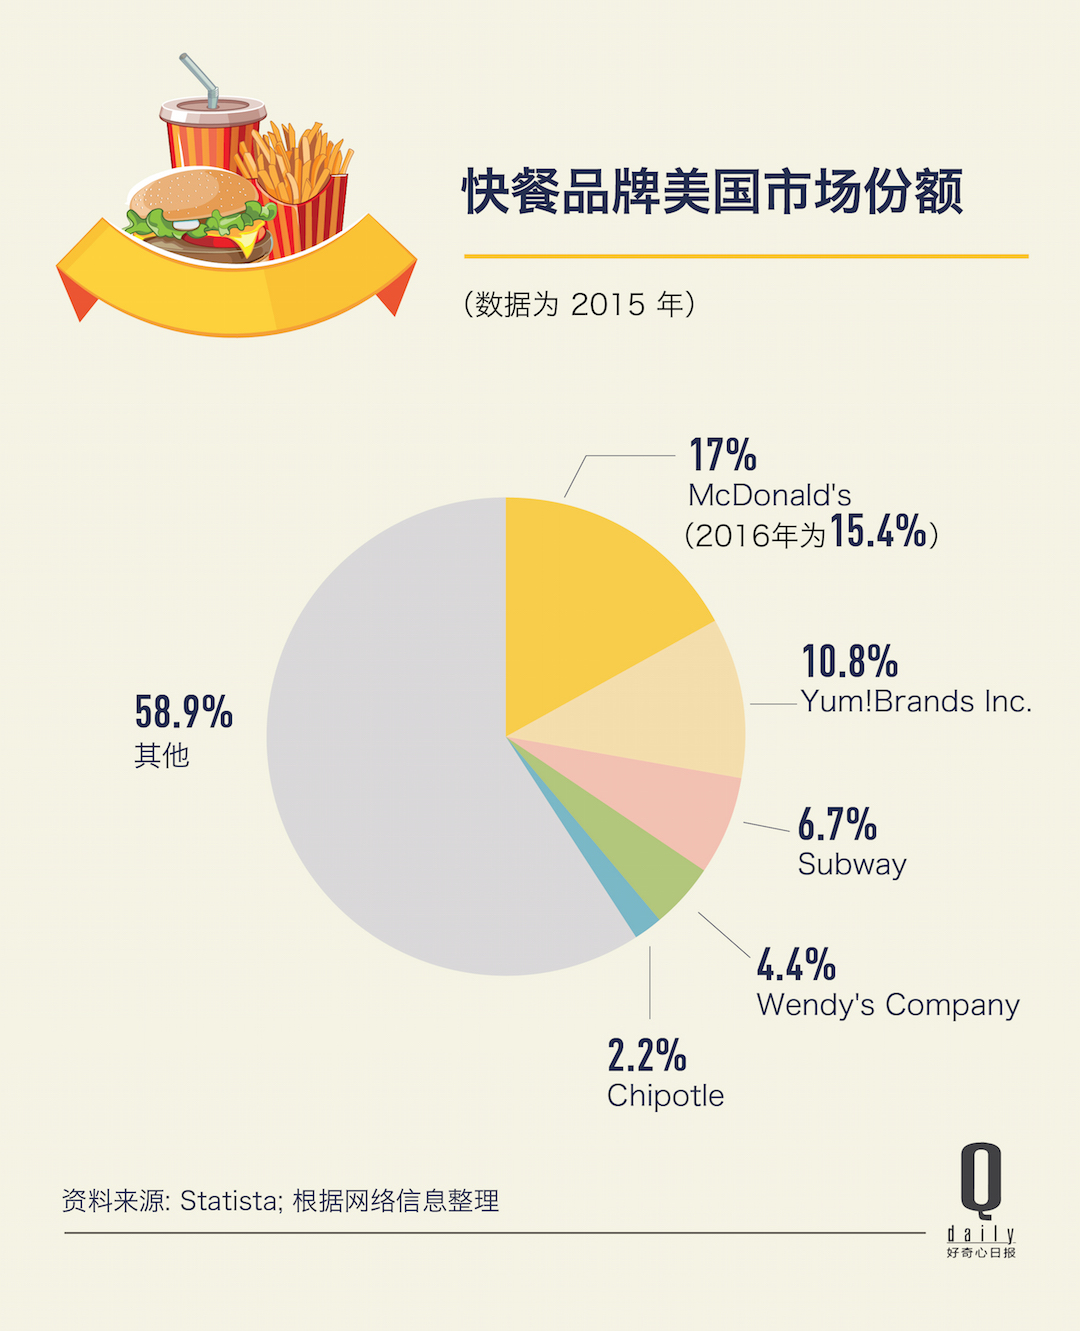 快餐品牌美国市场份额
（数据为 2015 年）
17%
McDonald's
（2016年为15.4%）
10.8%
Yum!Brands Inc.
6.7%
Subway
58.9%
其他
4.4%
Wendy's Company
2.2%
Chipotle
资料来源: Statista; 根据网络信息整理
Q
daily
好奇心日报